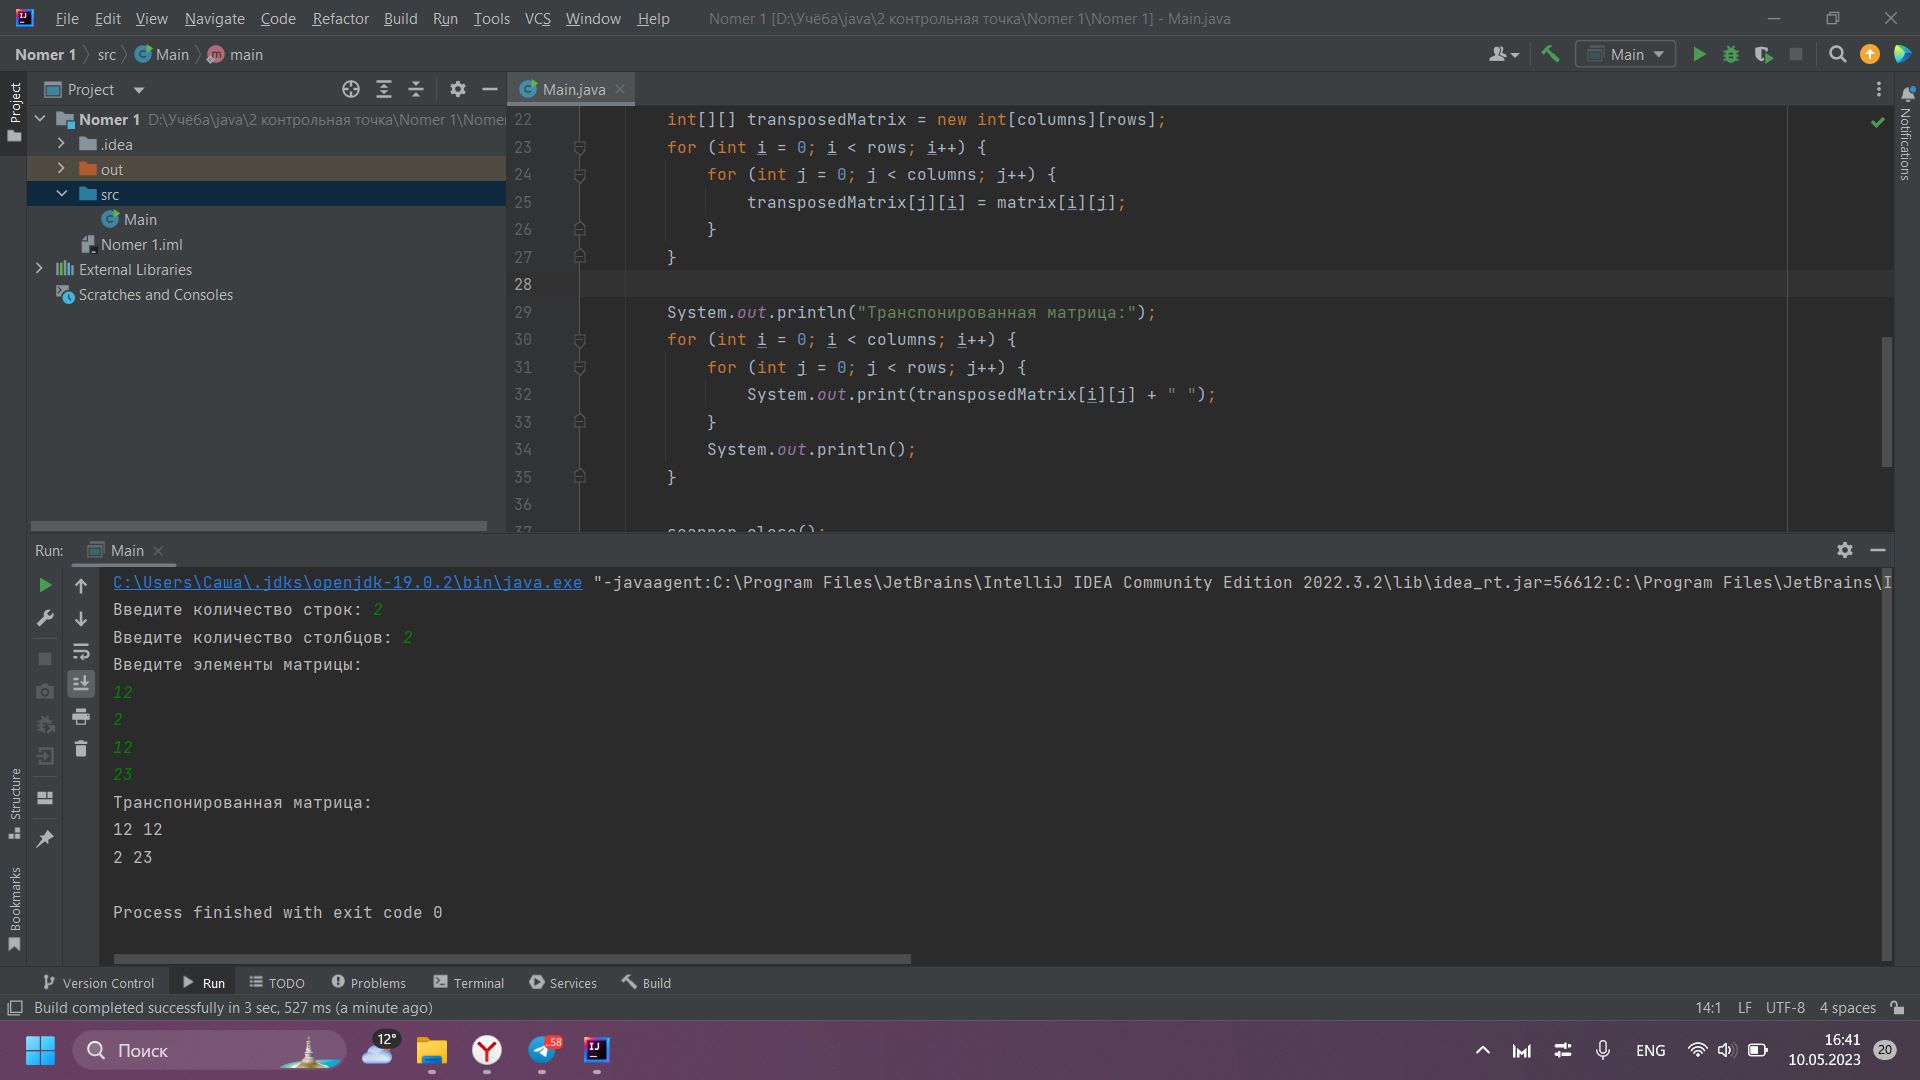 File Edit View Navigate Code Refactor Build Run Tools VCS Window Help Nomer 1 [D:\Учёба\java\2 контрольная точка\Nomer 1\Nomer 1] - Main.java
Nomer 1 src Main main Main
Project
Project
Nomer 1 D:\Учёба\java\2 контрольная точка\Nomer 1\Nome
.idea
out
src
Main
Nomer 1.iml
External Libraries
Scratches and Consoles
Main.java
22 int[][] transposedMatrix = new int[columns][rows];
23 for (int i = 0; i < rows; i++) {
24 for (int j = 0; j < columns; j++) {
25 transposedMatrix[j][i] = matrix[i][j];
26 }
27 }
28
29 System.out.println("Транспонированная матрица:");
30 for (int i = 0; i < columns; i++) {
31 for (int j = 0; j < rows; j++) {
32 System.out.print(transposedMatrix[i][j] + " ");
33 }
34 System.out.println();
35 }
36
37 scanner.close();
Notifications
Run: Main
C:\Users\Саша\.jdks\openjdk-19.0.2\bin\java.exe "-javaagent:C:\Program Files\JetBrains\IntelliJ IDEA Community Edition 2022.3.2\lib\idea_rt.jar=56612:C:\Program Files\JetBrains\I
Введите количество строк: 2
Введите количество столбцов: 2
Введите элементы матрицы:
12
2
12
23
Транспонированная матрица:
12 12
2 23
Process finished with exit code 0
Structure
Bookmarks
Version Control Run TODO Problems Terminal Services Build
Build completed successfully in 3 sec, 527 ms (a minute ago) 14:1 LF UTF-8 4 spaces
Поиск 12° ..58 IJ ENG 16:41
10.05.2023 20